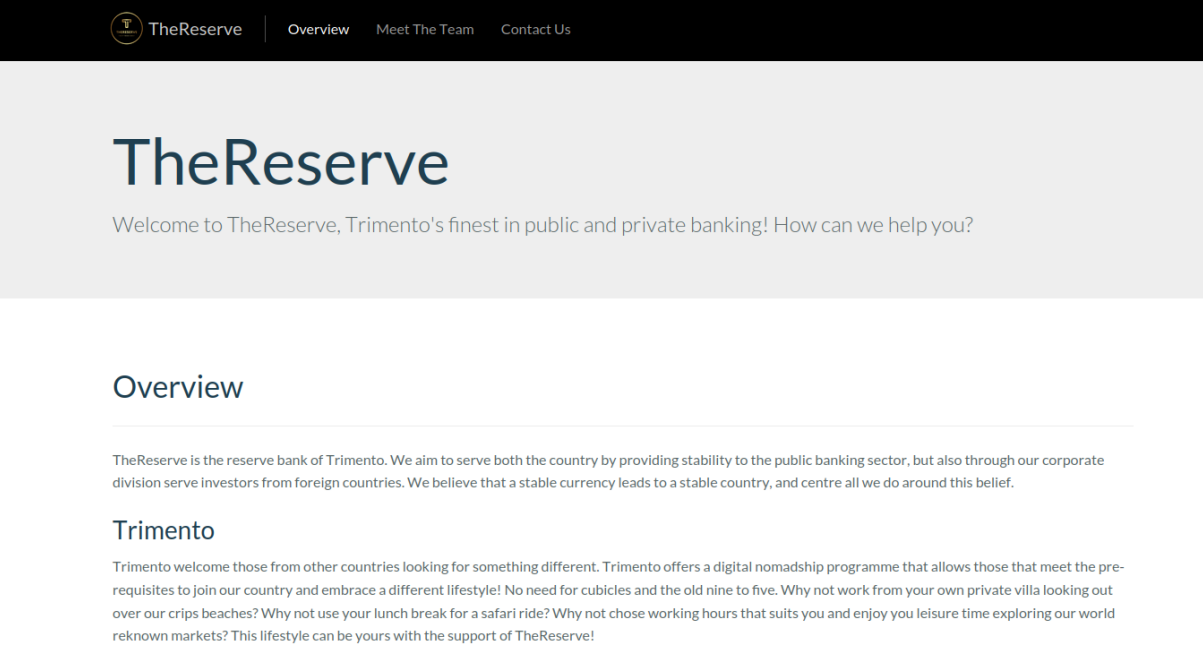 TheReserve
Overview
Meet The Team
Contact Us
TheReserve
Welcome to TheReserve, Trimento's finest in public and private banking! How can we help you?
Overview
TheReserve is the reserve bank of Trimento. We aim to serve both the country by providing stability to the public banking sector, but also through our corporate
division serve investors from foreign countries. We believe that a stable currency leads to a stable country, and centre all we do around this belief.
Trimento
Trimento welcome those from other countries looking for something different. Trimento offers a digital nomadship programme that allows those that meet the pre-
requisites to join our country and embrace a different lifestyle! No need for cubicles and the old nine to five. Why not work from your own private villa looking out
over our crips beaches? Why not use your lunch break for a safari ride? Why not chose working hours that suits you and enjoy you leisure time exploring our world
reknown markets? This lifestyle can be yours with the support of TheReserve!